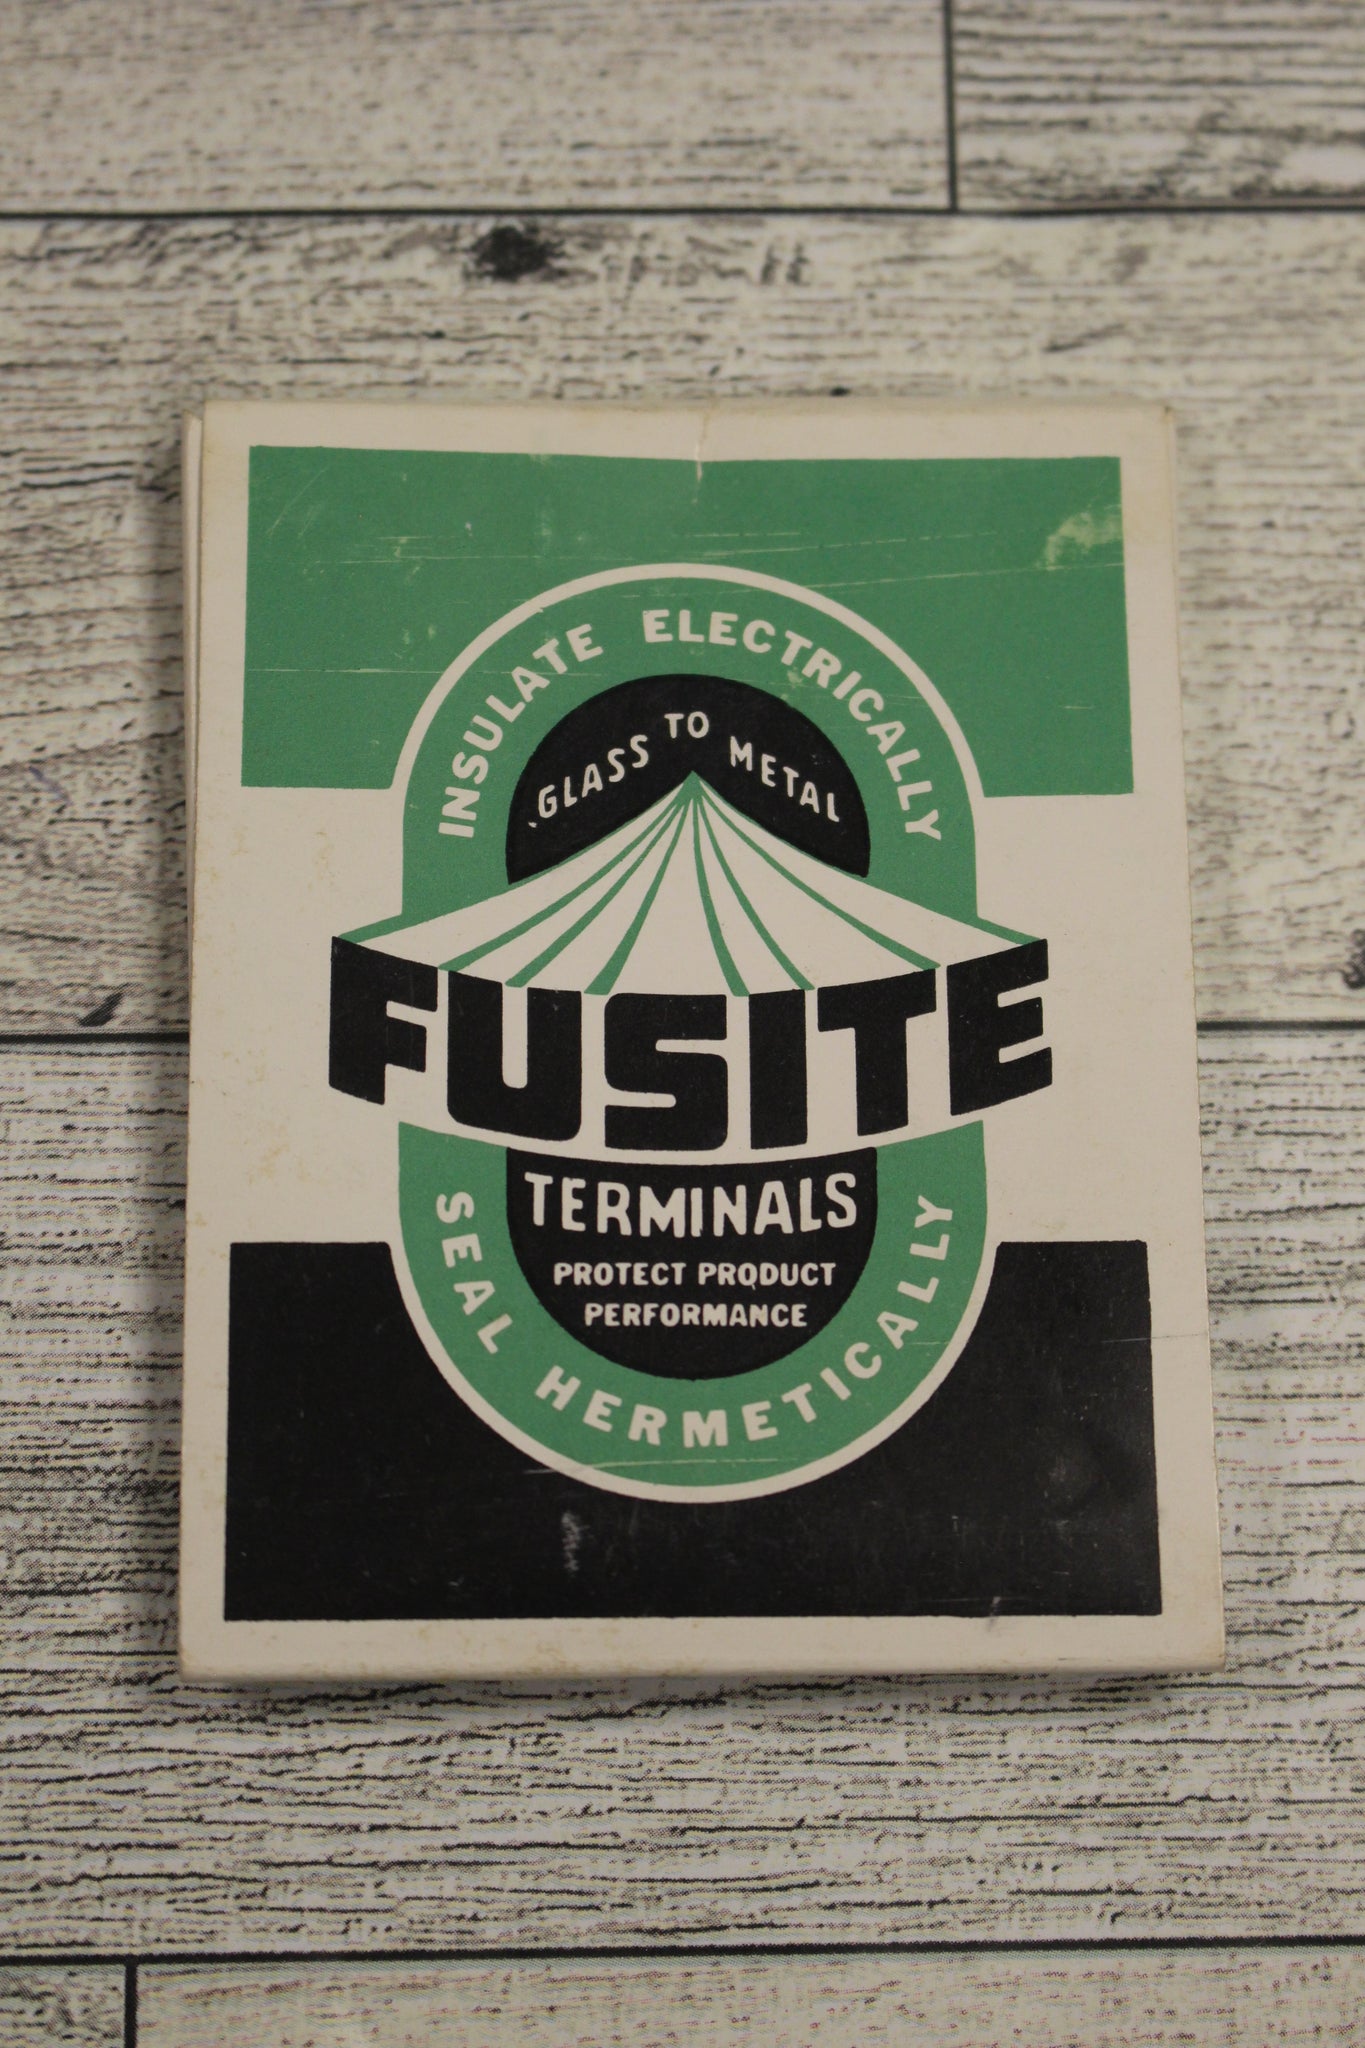 INSULATE ELECTRICALLY
GLASS TO METAL
FUSITE
TERMINALS
PROTECT PRODUCT
PERFORMANCE
SEAL HERMETICALLY